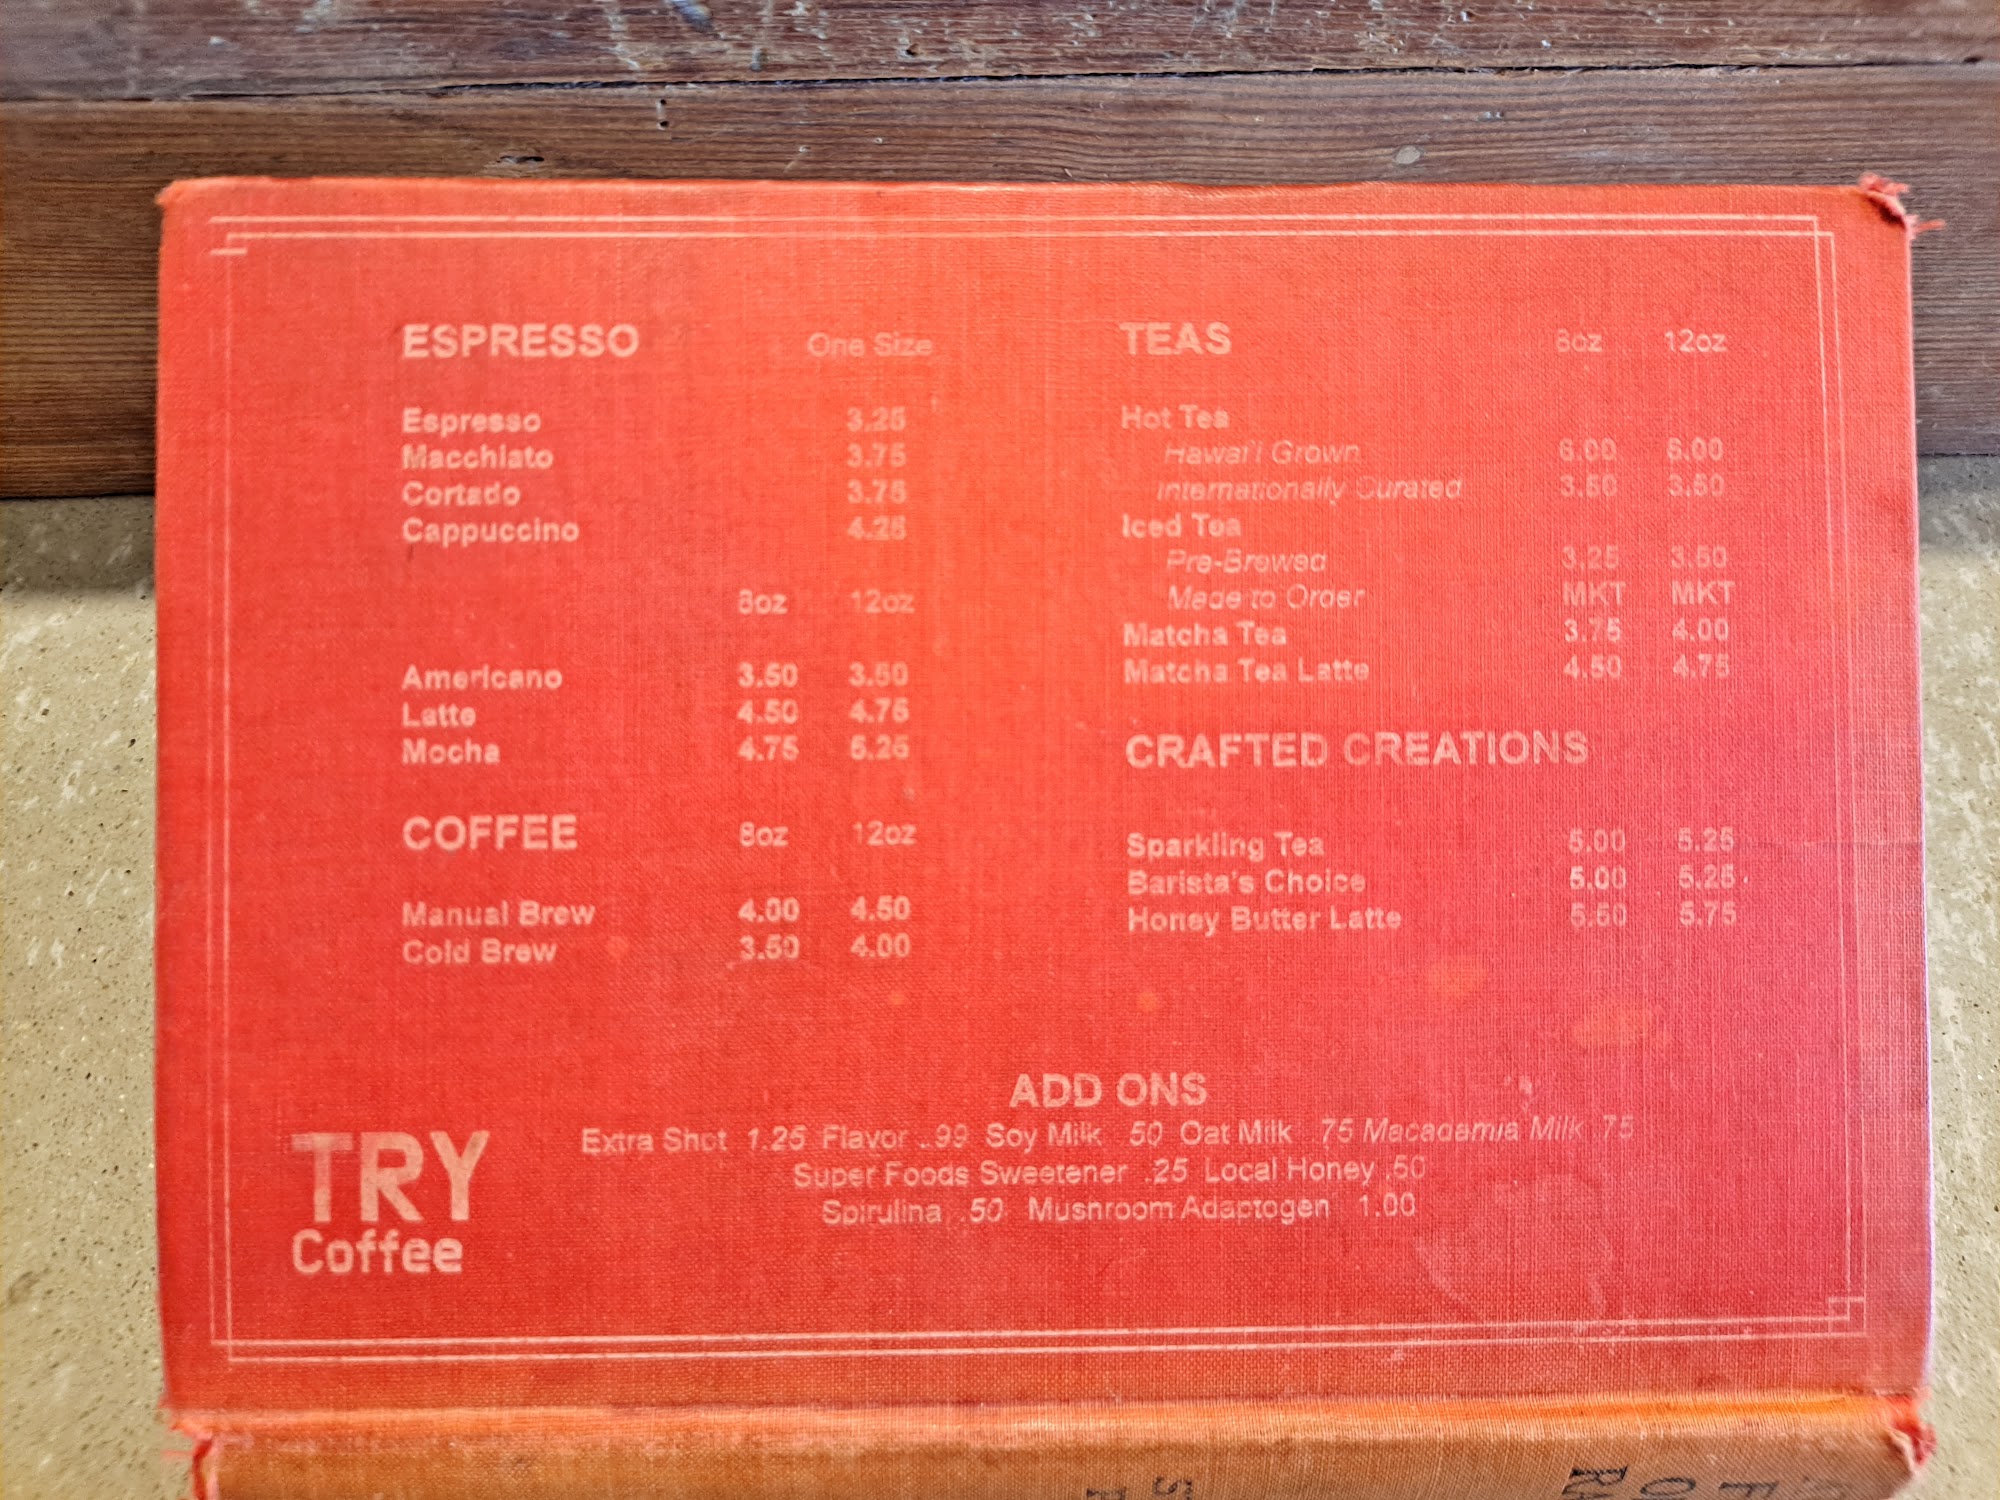 ESPRESSO One Size
Espresso 3.25
Macchiato 3.75
Cortado 3.75
Cappuccino 4.25
8oz 12oz
Americano 3.50 3.50
Latte 4.50 4.75
Mocha 4.75 5.25
COFFEE 8oz 12oz
Manual Brew 4.00 4.50
Cold Brew 3.50 4.00
TEAS 8oz 12oz
Hot Tea
Hawai'i Grown 6.00 6.00
Internationally Curated 3.50 3.50
Iced Tea
Pre-Brewed 3.25 3.50
Made to Order MKT MKT
Matcha Tea 3.75 4.00
Matcha Tea Latte 4.50 4.75
CRAFTED CREATIONS
Sparkling Tea 5.00 5.25
Barista's Choice 5.00 5.25
Honey Butter Latte 5.50 5.75
ADD ONS
Extra Shot 1.25 Flavor .99 Soy Milk .50 Oat Milk .75 Macadamia Milk .75
Super Foods Sweetener .25 Local Honey .50
Spirulina .50 Mushroom Adaptogen 1.00
TRY
Coffee